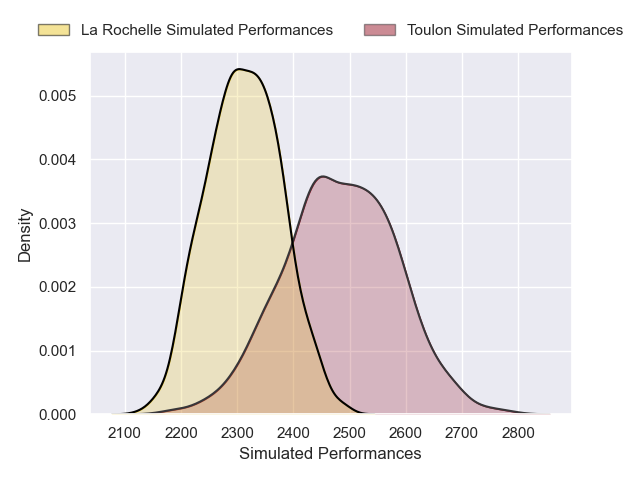 La Rochelle Simulated Performances Toulon Simulated Performances
0.005
0.004
0.003
0.002
0.001
0.000
Density
2100 2200 2300 2400 2500 2600 2700 2800
Simulated Performances